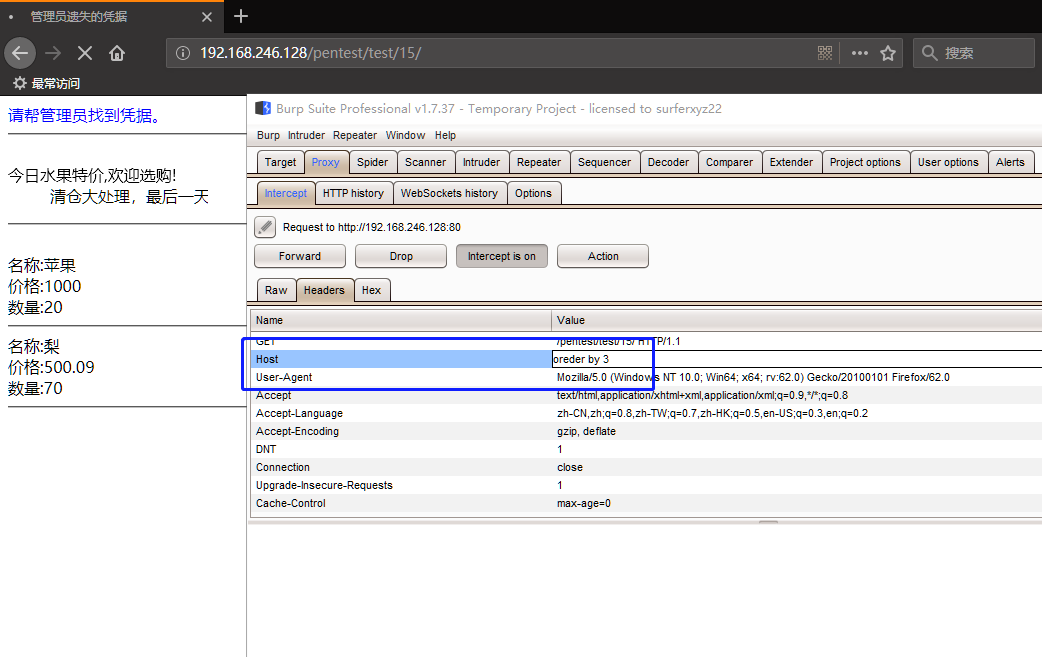 管理员遗失的凭据
192.168.246.128/pentest/test/15/
搜索
最常访问
请帮管理员找到凭据。
今日水果特价,欢迎选购!
清仓大处理，最后一天
名称:苹果
价格:1000
数量:20
名称:梨
价格:500.09
数量:70
Burp Suite Professional v1.7.37 - Temporary Project - licensed to surferxyz22
Burp Intruder Repeater Window Help
Target Proxy Spider Scanner Intruder Repeater Sequencer Decoder Comparer Extender Project options User options Alerts
Intercept HTTP history WebSockets history Options
Request to http://192.168.246.128:80
Forward Drop Intercept is on Action
Raw Headers Hex
Name Value
GET /pentest/test/15/ HTTP/1.1
Host oreder by 3
User-Agent Mozilla/5.0 (Windows NT 10.0; Win64; x64; rv:62.0) Gecko/20100101 Firefox/62.0
Accept text/html,application/xhtml+xml,application/xml;q=0.9,*/*;q=0.8
Accept-Language zh-CN,zh;q=0.8,zh-TW;q=0.7,zh-HK;q=0.5,en-US;q=0.3,en;q=0.2
Accept-Encoding gzip, deflate
DNT 1
Connection close
Upgrade-Insecure-Requests 1
Cache-Control max-age=0